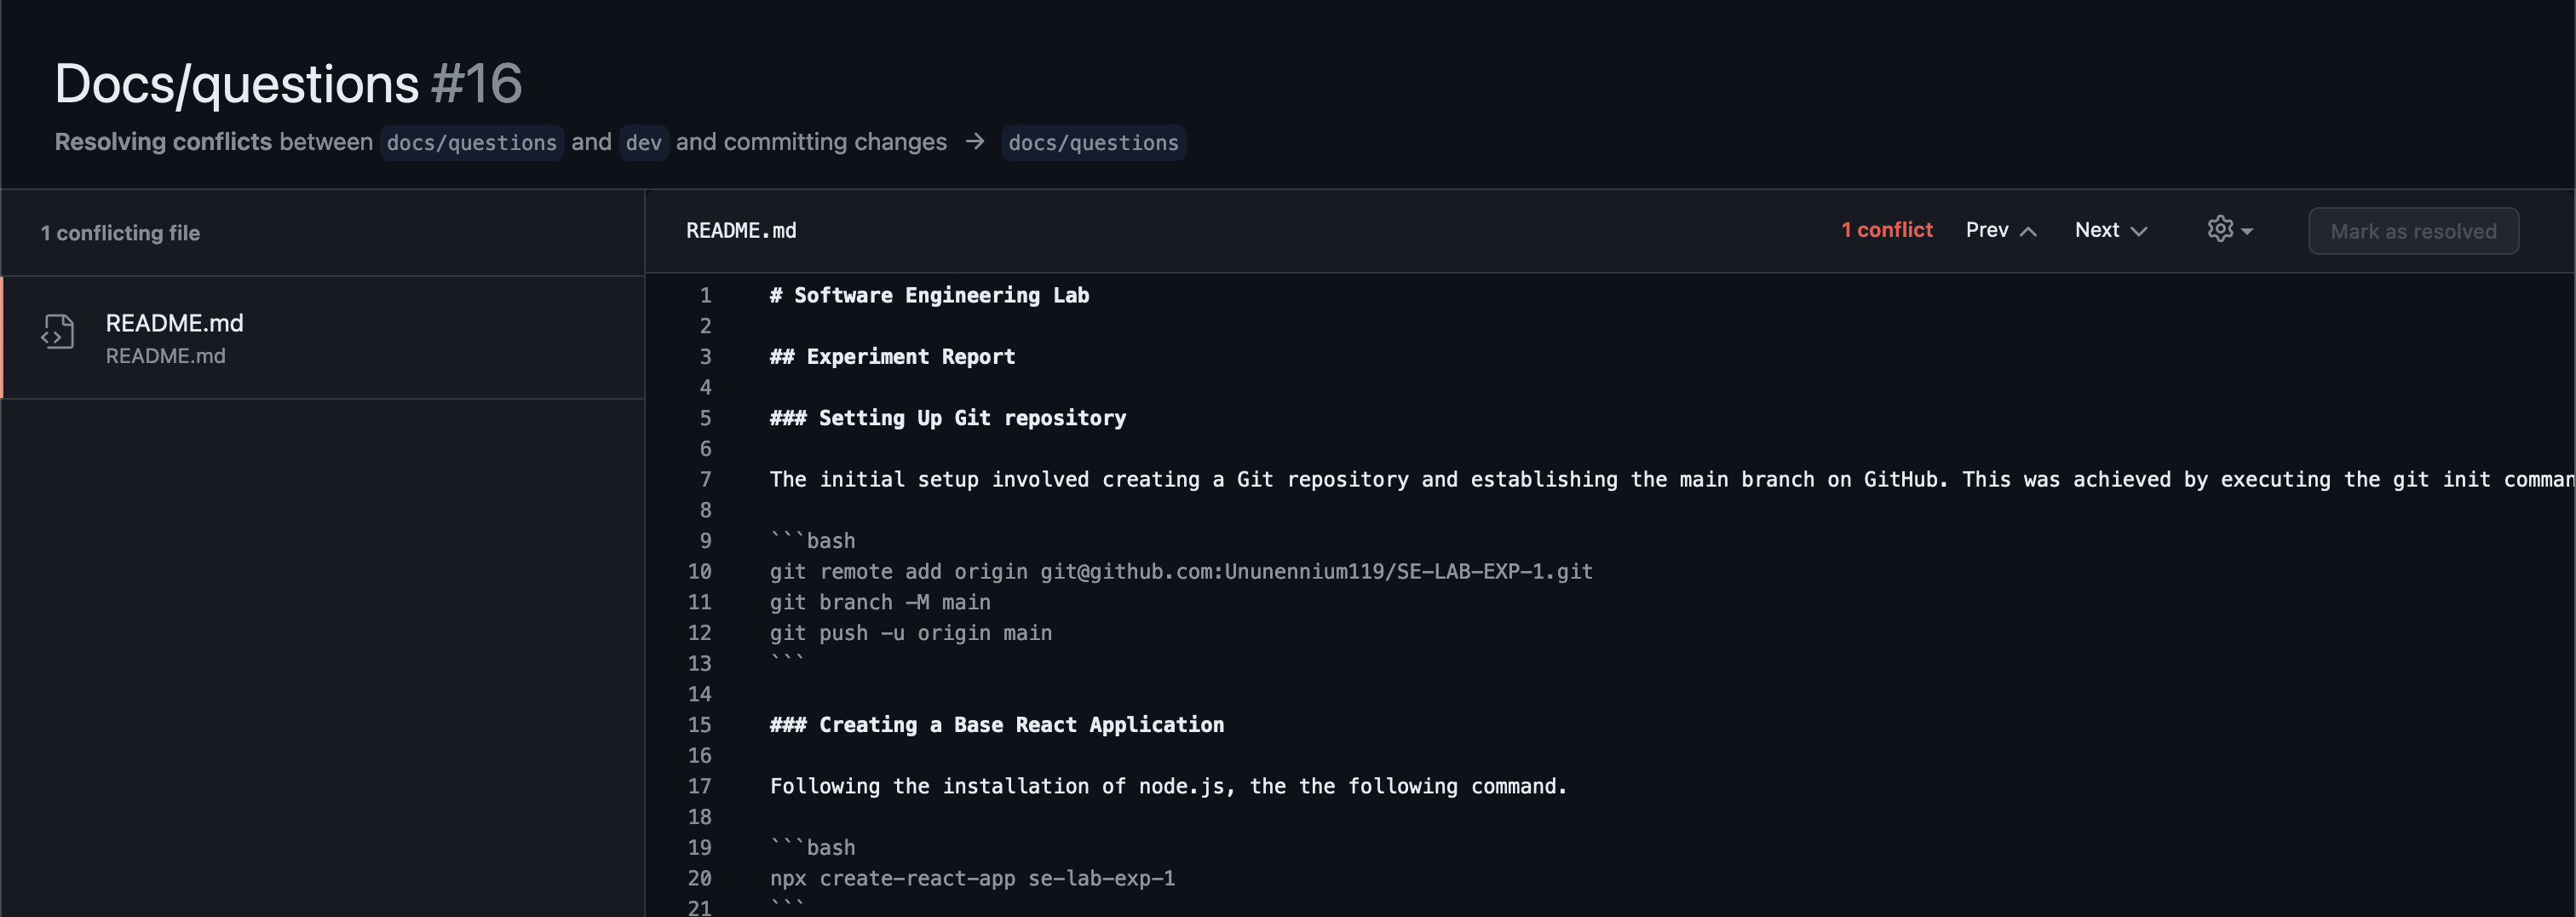 Docs/questions #16
Resolving conflicts between docs/questions and dev and committing changes → docs/questions
1 conflicting file
README.md
README.md
README.md
1 conflict Prev Next Mark as resolved
1 # Software Engineering Lab
2
3 ## Experiment Report
4
5 ### Setting Up Git repository
6
7 The initial setup involved creating a Git repository and establishing the main branch on GitHub. This was achieved by executing the git init comman
8
9 ```bash
10 git remote add origin git@github.com:Ununennium119/SE-LAB-EXP-1.git
11 git branch -M main
12 git push -u origin main
13 ```
14
15 ### Creating a Base React Application
16
17 Following the installation of node.js, the the following command.
18
19 ```bash
20 npx create-react-app se-lab-exp-1
21 ```